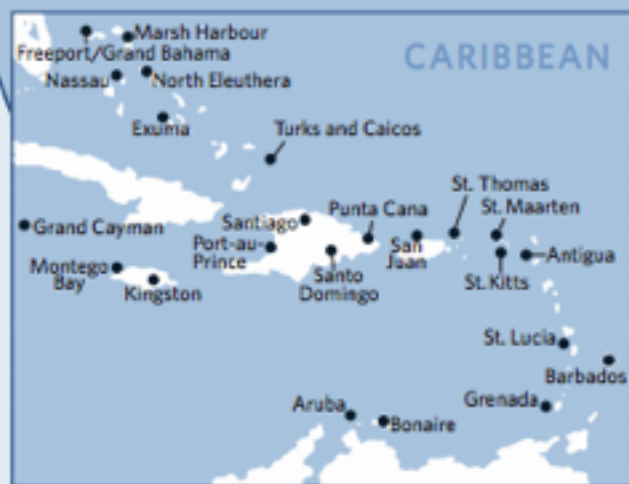 Marsh Harbour
Freeport/Grand Bahama
CARIBBEAN
Nassau
North Eleuthera
Exuma
Turks and Caicos
St. Thomas
St. Maarten
Punta Cana
Santiago
Grand Cayman
Port-au-
Prince
San
Juan
Antigua
Montego
Bay
Kingston
Santo
Domingo
St. Kitts
St. Lucia
Barbados
Aruba
Grenada
Bonaire